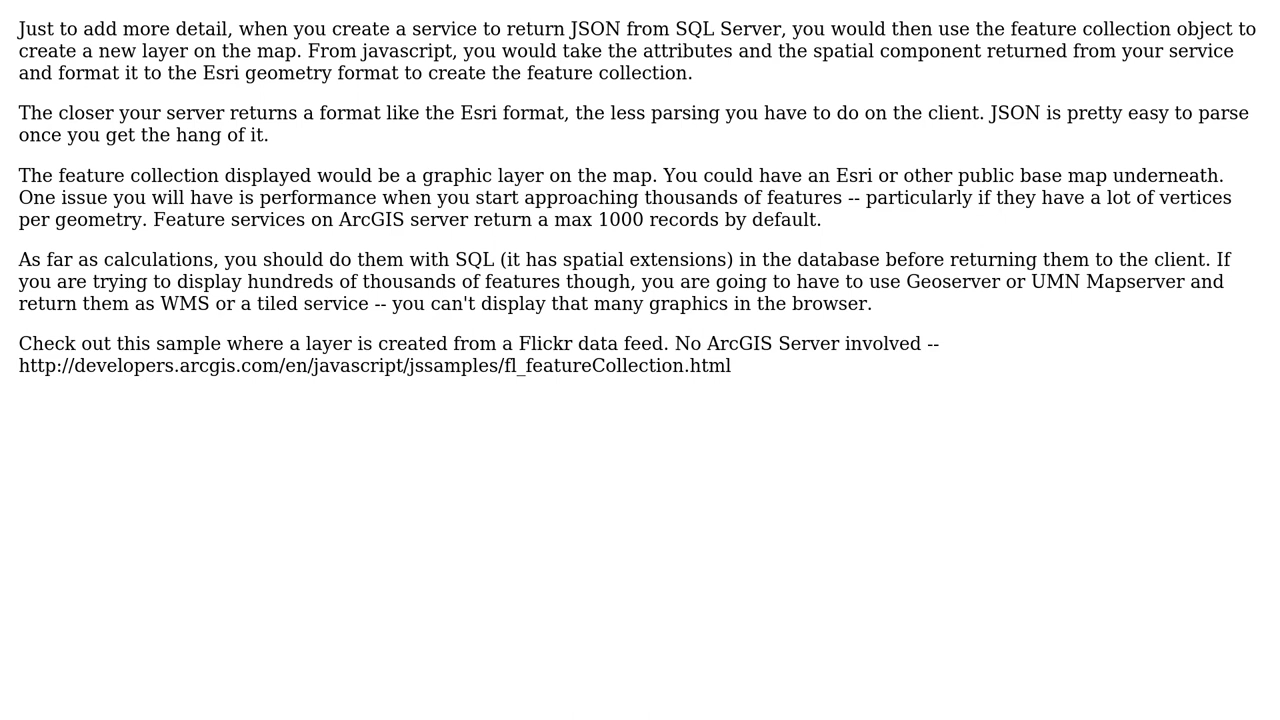 Just to add more detail, when you create a service to return JSON from SQL Server, you would then use the feature collection object to
create a new layer on the map. From javascript, you would take the attributes and the spatial component returned from your service
and format it to the Esri geometry format to create the feature collection.
The closer your server returns a format like the Esri format, the less parsing you have to do on the client. JSON is pretty easy to parse
once you get the hang of it.
The feature collection displayed would be a graphic layer on the map. You could have an Esri or other public base map underneath.
One issue you will have is performance when you start approaching thousands of features -- particularly if they have a lot of vertices
per geometry. Feature services on ArcGIS server return a max 1000 records by default.
As far as calculations, you should do them with SQL (it has spatial extensions) in the database before returning them to the client. If
you are trying to display hundreds of thousands of features though, you are going to have to use Geoserver or UMN Mapserver and
return them as WMS or a tiled service -- you can't display that many graphics in the browser.
Check out this sample where a layer is created from a Flickr data feed. No ArcGIS Server involved --
http://developers.arcgis.com/en/javascript/jssamples/fl_featureCollection.html